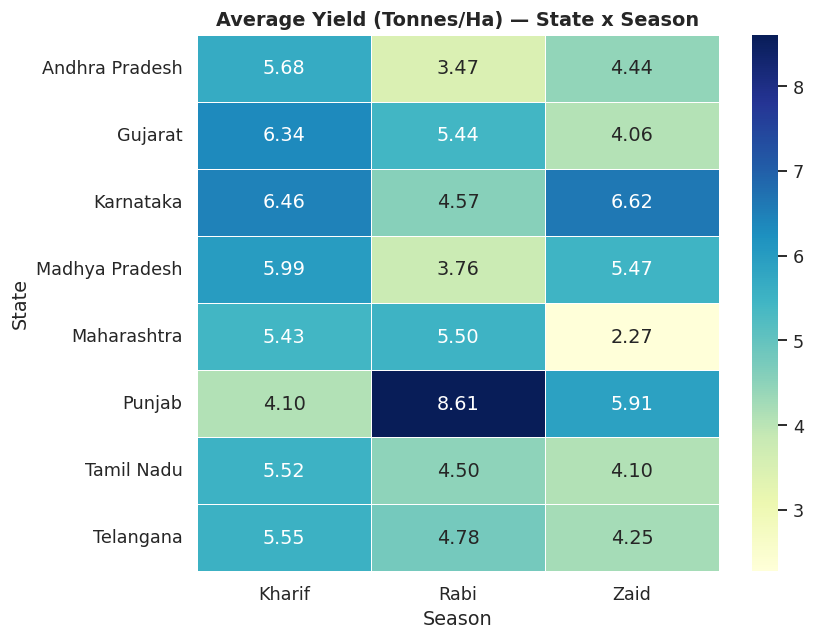 Average Yield (Tonnes/Ha) — State x Season
Andhra Pradesh 5.68 3.47 4.44
Gujarat 6.34 5.44 4.06
Karnataka 6.46 4.57 6.62
Madhya Pradesh 5.99 3.76 5.47
Maharashtra 5.43 5.50 2.27
Punjab 4.10 8.61 5.91
Tamil Nadu 5.52 4.50 4.10
Telangana 5.55 4.78 4.25
Kharif Rabi Zaid
Season
State
8
7
6
5
4
3